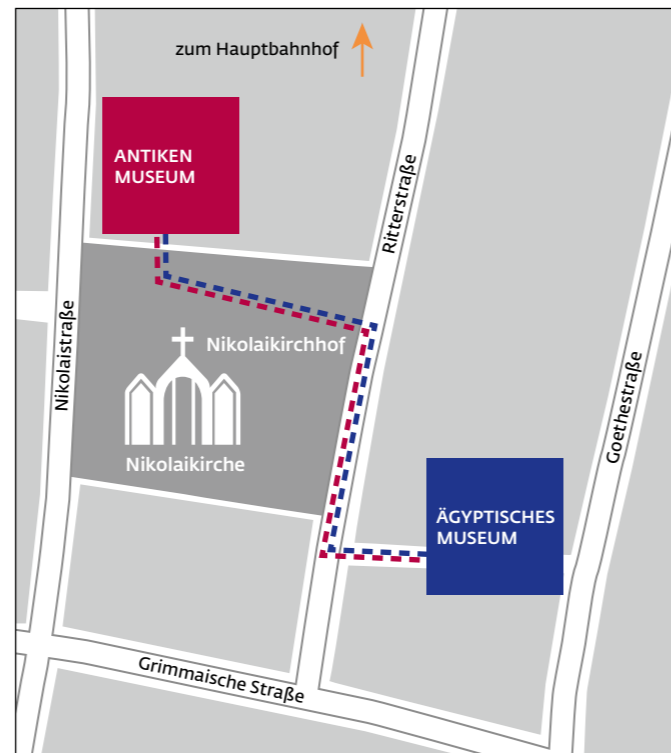 zum Hauptbahnhof
ANTIKEN
MUSEUM
Ritterstraße
Nikolaistraße
Nikolaikirchhof
Goethestraße
Nikolaikirche
ÄGYPTISCHES
MUSEUM
Grimmaische Straße